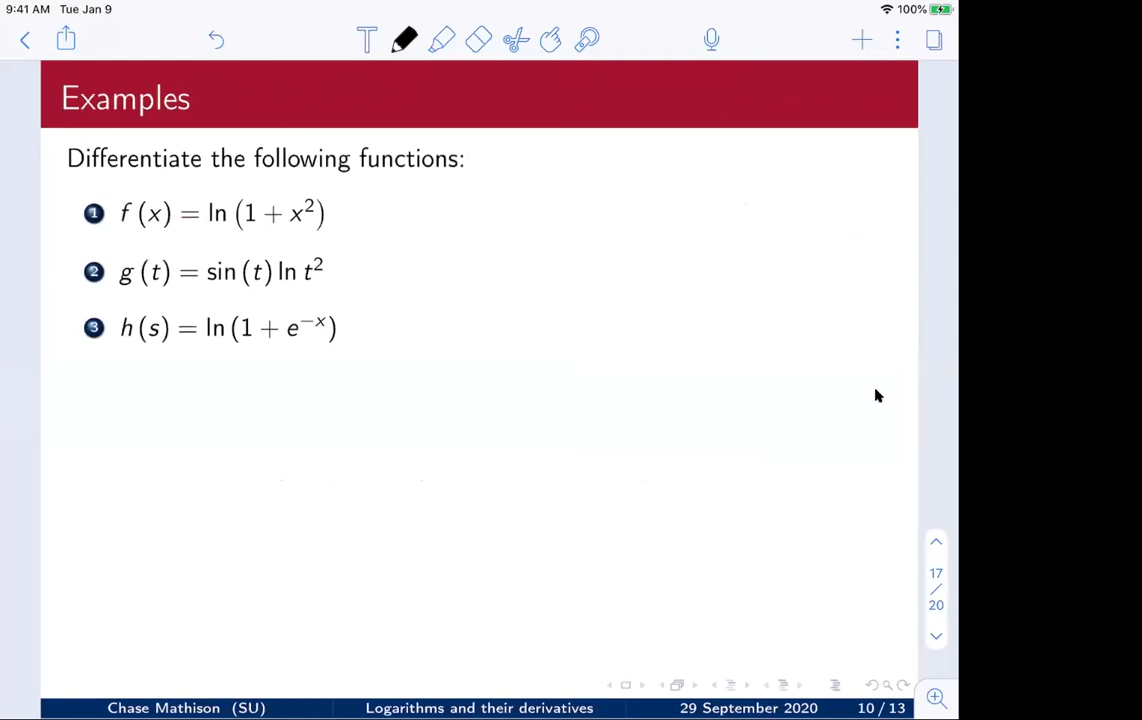 9:41 AM Tue Jan 9 100%
Examples
Differentiate the following functions:
1 f (x) = ln (1 + x²)
2 g (t) = sin (t) ln t²
3 h (s) = ln (1 + e⁻ˣ)
17
/
20
Chase Mathison (SU) Logarithms and their derivatives 29 September 2020 10 / 13